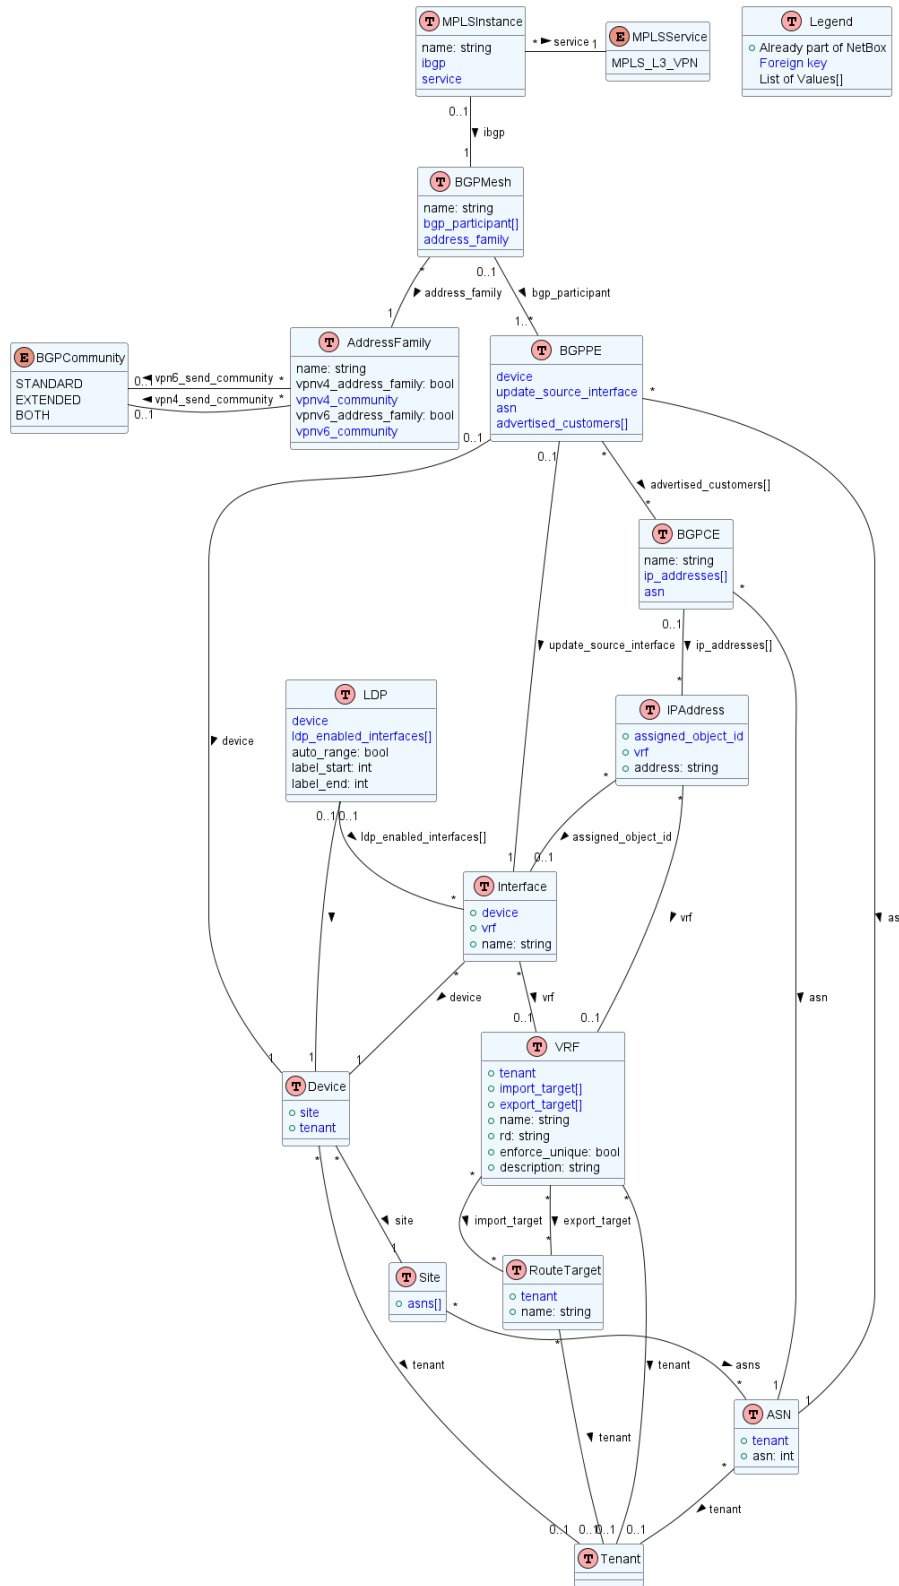 T MPLSInstance
name: string
ibgp
service
* service 1
E MPLSService
MPLS_L3_VPN
T Legend
Already part of NetBox
Foreign key
List of Values[]
0..1
ibgp
1
T BGPMesh
name: string
bgp_participant[]
address_family
*
0..1
address_family
bgp_participant
1
1..*
E BGPCommunity
STANDARD
EXTENDED
BOTH
0..1
vpn6_send_community *
vpn4_send_community *
0..1
T AddressFamily
name: string
vpnv4_address_family: bool
vpnv4_community
vpnv6_address_family: bool
vpnv6_community
T BGPPE
device
update_source_interface
asn
advertised_customers[]
*
0..1
0..1
*
advertised_customers[]
*
T BGPCE
name: string
ip_addresses[]
asn
*
0..1
update_source_interface
ip_addresses[]
as
*
T LDP
device
ldp_enabled_interfaces[]
auto_range: bool
label_start: int
label_end: int
device
T IPAddress
assigned_object_id
vrf
address: string
*
*
0..1
0..1
ldp_enabled_interfaces[]
assigned_object_id
1
0..1
*
T Interface
device
vrf
name: string
vrf
*
*
device
vrf
asn
0..1
0..1
1
1
1
T Device
site
tenant
T VRF
tenant
import_target[]
export_target[]
name: string
rd: string
enforce_unique: bool
description: string
*
*
*
*
*
site
import_target
export_target
1
*
*
T Site
asns[]
*
T RouteTarget
tenant
name: string
*
tenant
tenant
asns
*
1
1
T ASN
tenant
asn: int
*
tenant
tenant
0..1
0..1
0..1
0..1
T Tenant